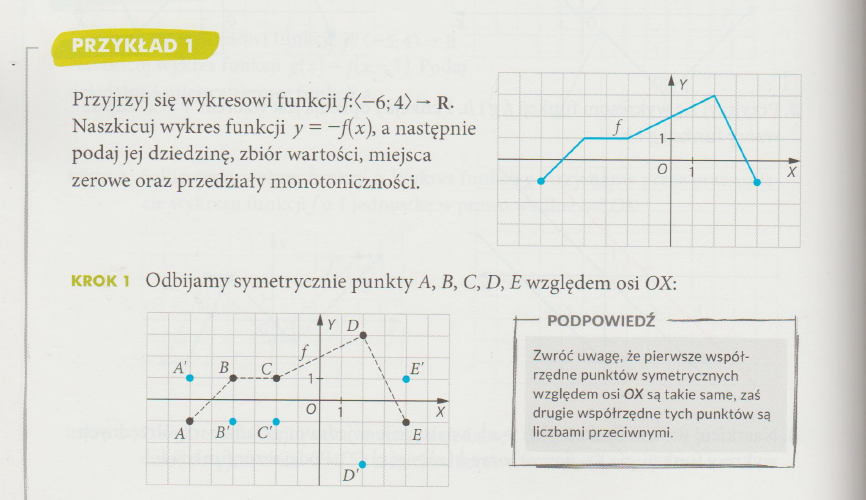 PRZYKŁAD 1
Przyjrzyj się wykresowi funkcji f:⟨−6; 4⟩ → R.
Naszkicuj wykres funkcji y = −f(x), a następnie
podaj jej dziedzinę, zbiór wartości, miejsca
zerowe oraz przedziały monotoniczności.
Y
f
1
O 1 X
KROK 1 Odbijamy symetrycznie punkty A, B, C, D, E względem osi OX:
Y D
f
A' B C 1 E'
O 1 X
A B' C' E
D'
PODPOWIEDŹ
Zwróć uwagę, że pierwsze współ-
rzędne punktów symetrycznych
względem osi OX są takie same, zaś
drugie współrzędne tych punktów są
liczbami przeciwnymi.